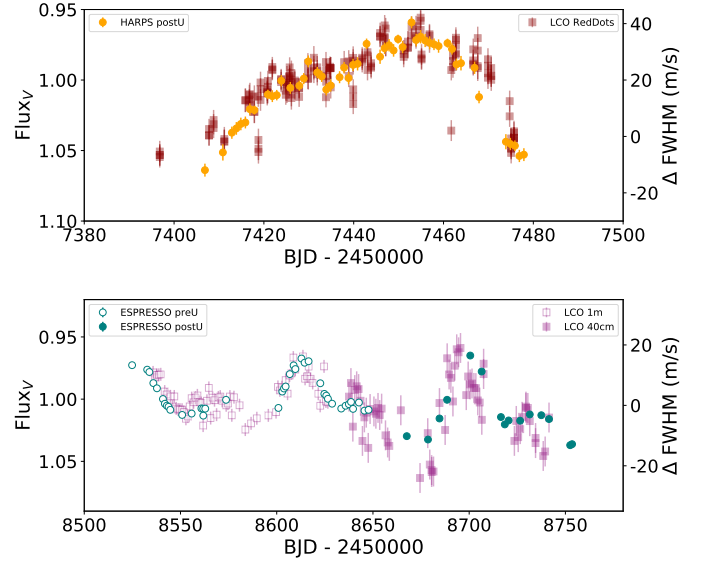 HARPS postU
LCO RedDots
0.95
1.00
1.05
1.10
Flux_V
40
20
0
-20
Δ FWHM (m/s)
7380 7400 7420 7440 7460 7480 7500
BJD - 2450000
ESPRESSO preU
ESPRESSO postU
LCO 1m
LCO 40cm
0.95
1.00
1.05
Flux_V
20
0
-20
Δ FWHM (m/s)
8500 8550 8600 8650 8700 8750
BJD - 2450000